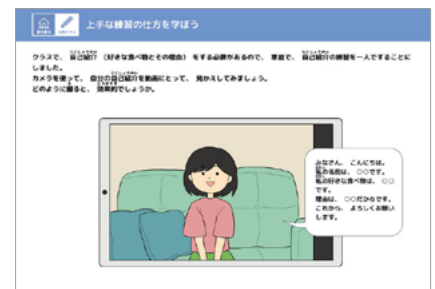 上手な練習の仕方を学ぼう
クラスで、自己紹介（好きな食べ物とその理由）をする必要があるので、家庭で、自己紹介の練習を一人ですることに
しました。
カメラを使って、自分の自己紹介を動画にとって、見かえしてみましょう。
どのように撮ると、効果的でしょうか。
みなさん、こんにちは。
私の名前は、○○です。
私の好きな食べ物は、○○
です。
理由は、○○だからです。
これから、よろしくお願い
します。